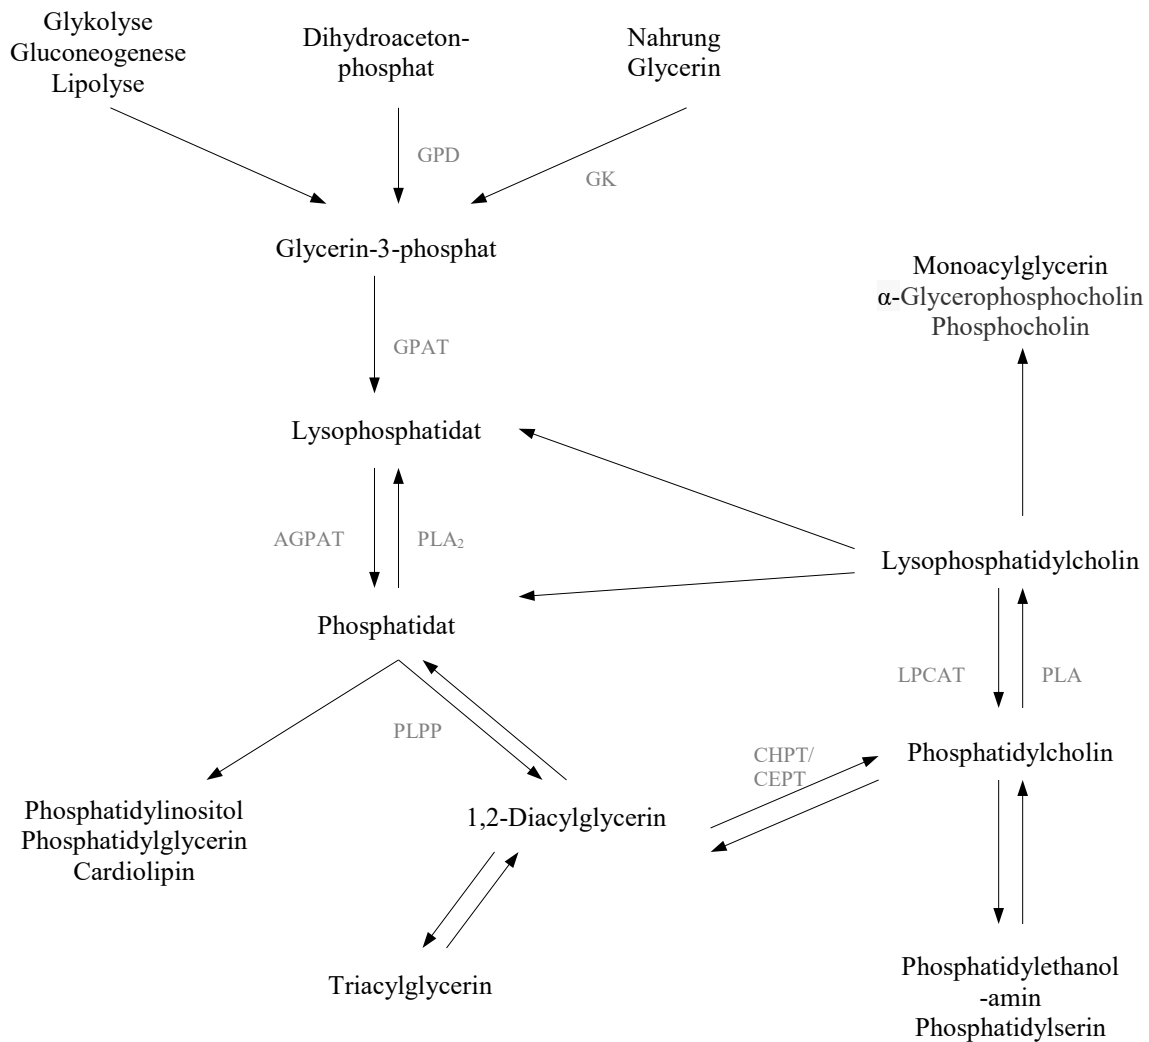 Glykolyse
Gluconeogenese
Lipolyse
Dihydroaceton-
phosphat
Nahrung
Glycerin
GPD
GK
Glycerin-3-phosphat
Monoacylglycerin
α-Glycerophosphocholin
Phosphocholin
GPAT
Lysophosphatidat
AGPAT
PLA₂
Lysophosphatidylcholin
Phosphatidat
LPCAT
PLA
PLPP
CHPT/
CEPT
Phosphatidylcholin
Phosphatidylinositol
Phosphatidylglycerin
Cardiolipin
1,2-Diacylglycerin
Triacylglycerin
Phosphatidylethanol
-amin
Phosphatidylserin